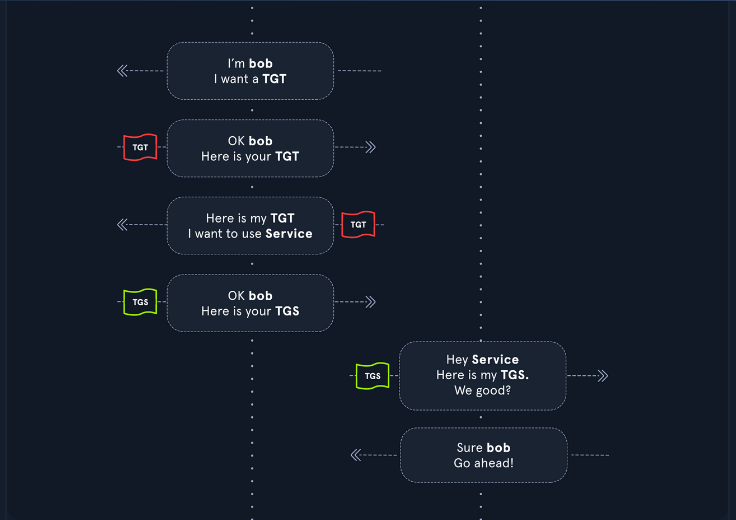 I'm bob
I want a TGT
OK bob
Here is your TGT
TGT
Here is my TGT
I want to use Service
TGT
OK bob
Here is your TGS
TGS
Hey Service
Here is my TGS.
We good?
TGS
Sure bob
Go ahead!